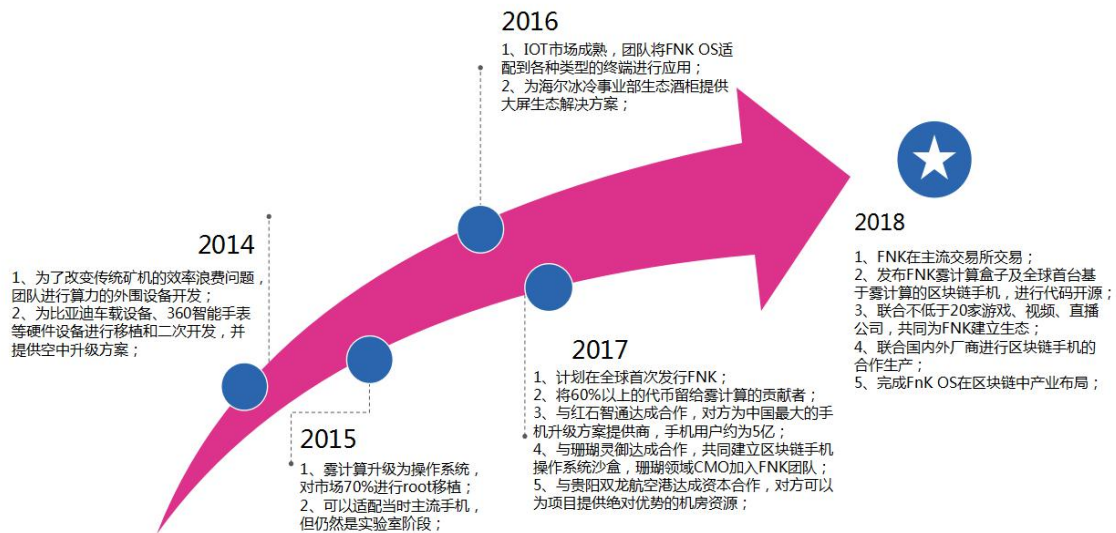 2014
1、为了改变传统矿机的效率浪费问题，
团队进行算力的外围设备开发；
2、为比亚迪车载设备、360智能手表
等硬件设备进行移植和二次开发，并
提供空中升级方案；
2015
1、雾计算升级为操作系统，
对市场70%进行root移植；
2、可以适配当时主流手机，
但仍然是实验室阶段；
2016
1、IOT市场成熟，团队将FNK OS适
配到各种类型的终端进行应用；
2、为海尔冰冷事业部生态酒柜提供
大屏生态解决方案；
2017
1、计划在全球首次发行FNK；
2、将60%以上的代币留给雾计算的贡献者；
3、与红石智通达成合作，对方为中国最大的手
机升级方案提供商，手机用户约为5亿；
4、与珊瑚灵御达成合作，共同建立区块链手机
操作系统沙盒，珊瑚领域CMO加入FNK团队；
5、与贵阳双龙航空港达成资本合作，对方可以
为项目提供绝对优势的机房资源；
2018
1、FNK在主流交易所交易；
2、发布FNK雾计算盒子及全球首台基
于雾计算的区块链手机，进行代码开源；
3、联合不低于20家游戏、视频、直播
公司，共同为FNK建立生态；
4、联合国内外厂商进行区块链手机的
合作生产；
5、完成FnK OS在区块链中产业布局；